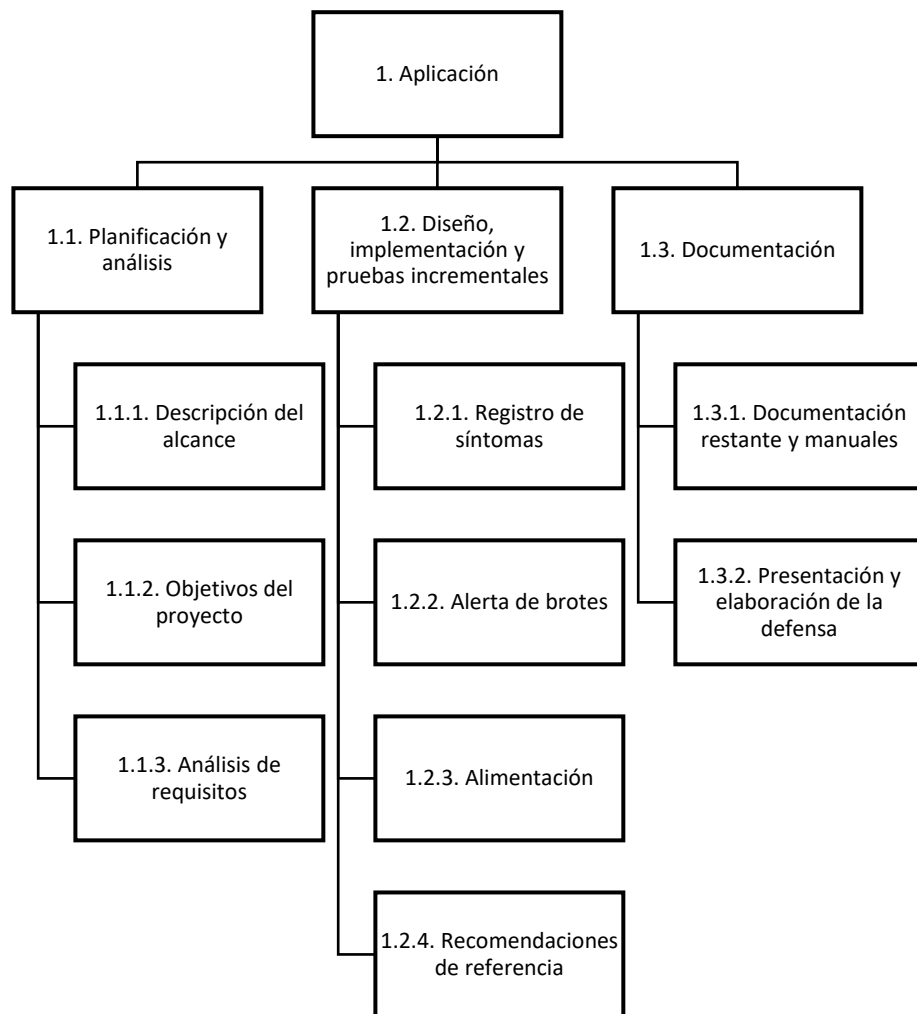 1. Aplicación
1.1. Planificación y
análisis
1.2. Diseño,
implementación y
pruebas incrementales
1.3. Documentación
1.1.1. Descripción del
alcance
1.2.1. Registro de
síntomas
1.3.1. Documentación
restante y manuales
1.1.2. Objetivos del
proyecto
1.2.2. Alerta de brotes
1.3.2. Presentación y
elaboración de la
defensa
1.1.3. Análisis de
requisitos
1.2.3. Alimentación
1.2.4. Recomendaciones
de referencia